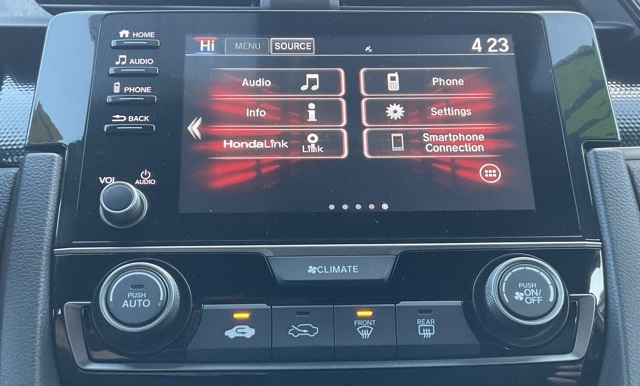 HOME
AUDIO
PHONE
BACK
VOL AUDIO
Hi MENU SOURCE 4 23
Audio Phone
Info Settings
HondaLink Link Smartphone
Connection
CLIMATE
PUSH
AUTO
PUSH
ON/
OFF
FRONT REAR